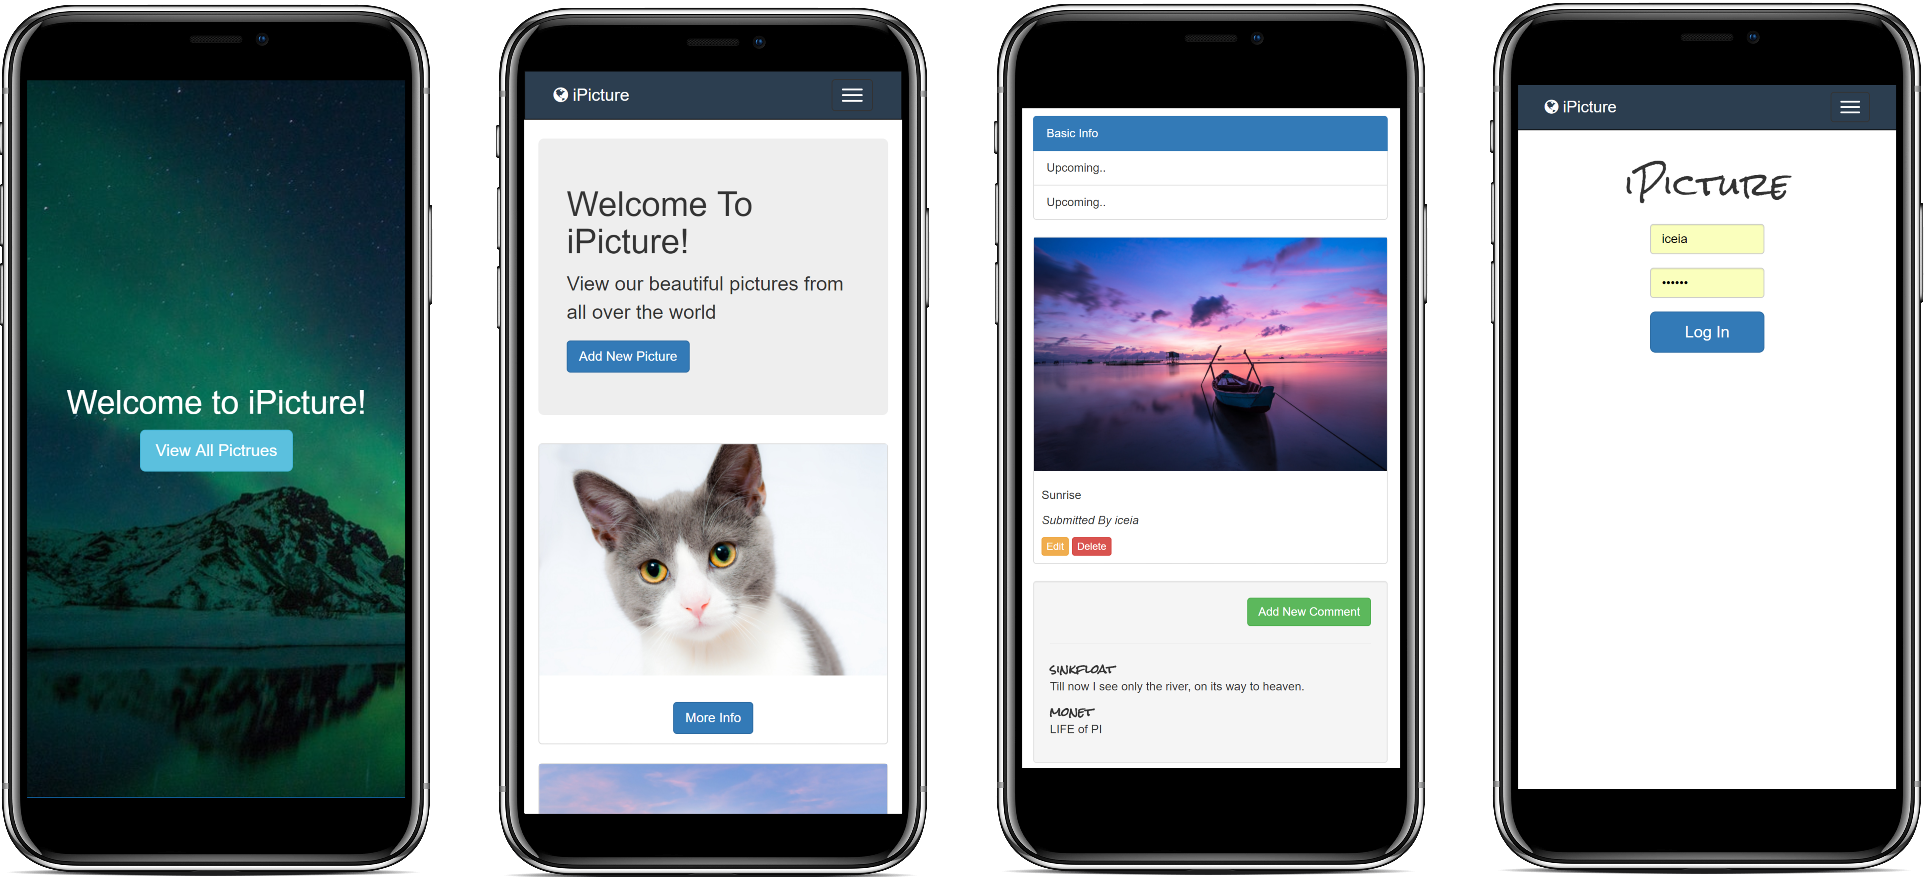 Welcome to iPicture!
View All Pictrues
iPicture
Welcome To
iPicture!
View our beautiful pictures from
all over the world
Add New Picture
More Info
Basic Info
Upcoming..
Upcoming..
Sunrise
Submitted By iceia
Edit Delete
Add New Comment
sinkfloat
Till now I see only the river, on its way to heaven.
monet
LIFE of PI
iPicture
iPicture
iceia
••••••
Log In